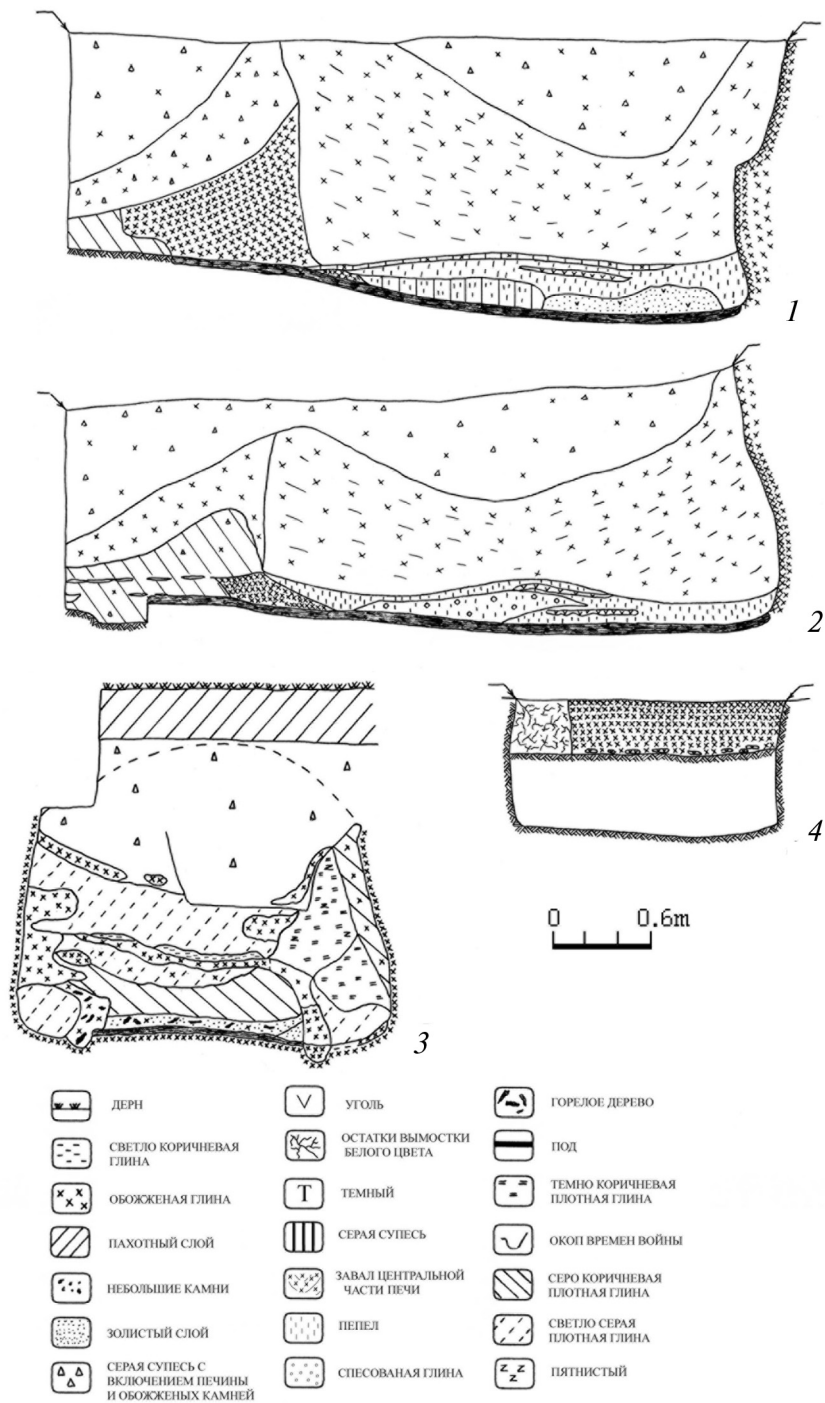 1
2
3
4
0 0.6m
ДЕРН
СВЕТЛО КОРИЧНЕВАЯ
ГЛИНА
ОБОЖЖЕНАЯ ГЛИНА
ПАХОТНЫЙ СЛОЙ
НЕБОЛЬШИЕ КАМНИ
ЗОЛИСТЫЙ СЛОЙ
СЕРАЯ СУПЕСЬ С
ВКЛЮЧЕНИЕМ ПЕЧИНЫ
И ОБОЖЖЕНЫХ КАМНЕЙ
УГОЛЬ
ОСТАТКИ ВЫМОСТКИ
БЕЛОГО ЦВЕТА
Т ТЕМНЫЙ
СЕРАЯ СУПЕСЬ
ЗАВАЛ ЦЕНТРАЛЬНОЙ
ЧАСТИ ПЕЧИ
ПЕПЕЛ
СПЕСОВАНАЯ ГЛИНА
ГОРЕЛОЕ ДЕРЕВО
ПОД
ТЕМНО КОРИЧНЕВАЯ
ПЛОТНАЯ ГЛИНА
ОКОП ВРЕМЕН ВОЙНЫ
СЕРО КОРИЧНЕВАЯ
ПЛОТНАЯ ГЛИНА
СВЕТЛО СЕРАЯ
ПЛОТНАЯ ГЛИНА
z z z ПЯТНИСТЫЙ